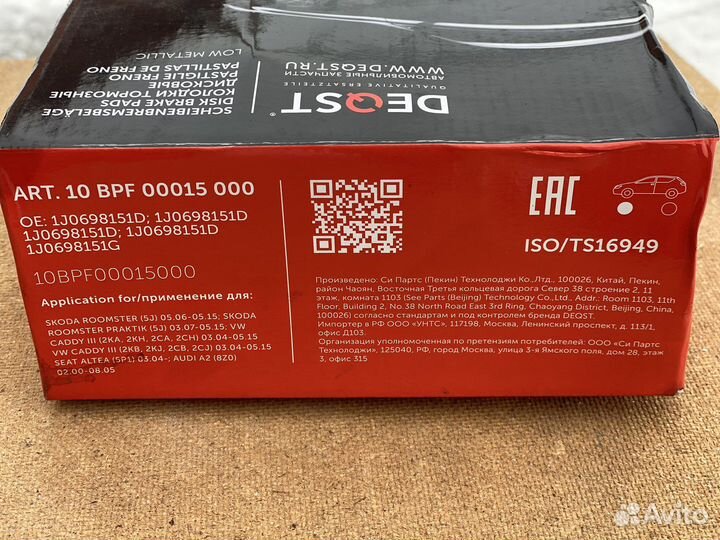 DEQST®
QUALITATIVE ERSATZTEILE
АВТОМОБИЛЬНЫЕ ЗАПЧАСТИ
WWW.DEQST.RU
SCHEIBENBREMSBELÄGE
DISK BRAKE PADS
КОЛОДКИ ТОРМОЗНЫЕ
ДИСКОВЫЕ
PASTIGLIE FRENO
PASTILLAS DE FRENO
LOW METALLIC
ART. 10 BPF 00015 000
OE: 1J0698151D; 1J0698151D
1J0698151D; 1J0698151D
1J0698151G
10BPF00015000
Application for/применение для:
SKODA ROOMSTER (5J) 05.06-05.15; SKODA
ROOMSTER PRAKTIK (5J) 03.07-05.15; VW
CADDY III (2KA, 2KH, 2CA, 2CH) 03.04-05.15
VW CADDY III (2KB, 2KJ, 2CB, 2CJ) 03.04-05.15
SEAT ALTEA (5P1) 03.04-; AUDI A2 (8Z0)
02.00-08.05
EAC
ISO/TS16949
Произведено: Си Партс (Пекин) Технолоджи Ко.,Лтд., 100026, Китай, Пекин,
район Чаоян, Восточная Третья кольцевая дорога Север 38 строение 2, 11
этаж, комната 1103 (See Parts (Beijing) Technology Co.,Ltd., Addr.: Room 1103, 11th
Floor, Building 2, No.38 North Road East 3rd Ring, Chaoyang District, Beijing, China,
100026) согласно стандартам и под контролем бренда DEQST.
Импортер в РФ ООО «УНТС», 117198, Москва, Ленинский проспект, д. 113/1,
офис Д103.
Организация уполномоченная по претензиям потребителей: ООО «Си Партс
Технолоджи», 125040, РФ, город Москва, улица 3-я Ямского поля, дом 28, этаж
3, офис 315
Avito